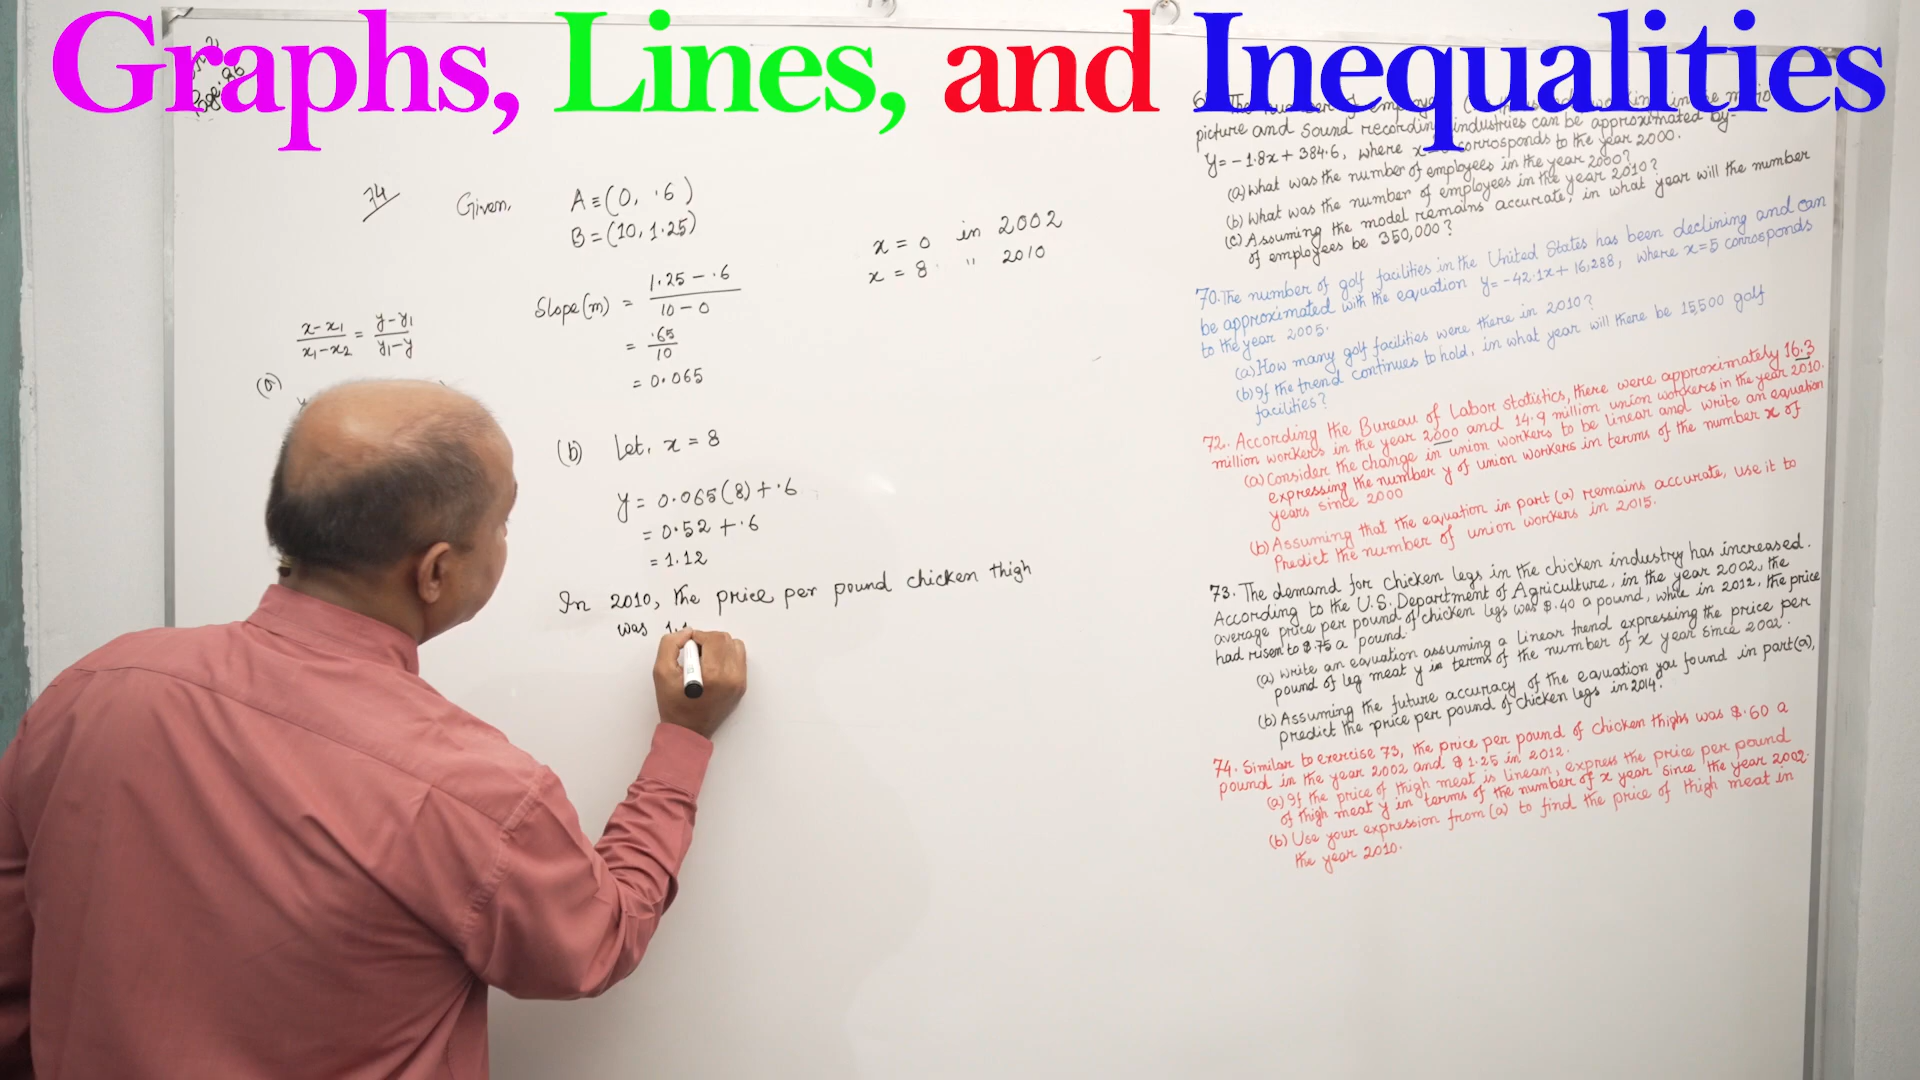 Graphs, Lines, and Inequalities
74
Given, A ≡ (0, .6)
B = (10, 1.25)
x = 0 in 2002
x = 8 " 2010
Slope(m) = 1.25 - .6 / 10 - 0
= .65 / 10
= 0.065
x-x₁ / x₁-x₂ = y-y₁ / y₁-y
(a)
(b) Let, x = 8
y = 0.065(8) + .6
= 0.52 + .6
= 1.12
In 2010, the price per pound chicken thigh
was 1.1
picture and sound recording industries can be approximated by-
y = -1.8x + 384.6, where corrosponds to the year 2000.
(a) What was the number of employees in the year 2000?
(b) What was the number of employees in the year 2010?
(c) Assuming the model remains accurate, in what year will the number
of employees be 350,000?
70. The number of golf facilities in the United States has been declining and can
be approximated with the equation y = -42.1x + 16,288, where x=5 corrosponds
to the year 2005.
(a) How many golf facilities were there in 2010?
(b) If the trend continues to hold, in what year will there be 15,500 golf
facilities?
72. According the Bureau of Labor statistics, there were approximately 16.3
million workers in the year 2000 and 14.9 million union workers in the year 2010.
(a) Consider the change in union workers to be linear and write an equation
expressing the number y of union workers in terms of the number x of
years since 2000
(b) Assuming that the equation in part (a) remains accurate, use it to
Predict the number of union workers in 2015.
73. The demand for chicken legs in the chicken industry has increased.
According to the U.S. Department of Agriculture, in the year 2002, the
average price per pound of chicken legs was $.40 a pound, while in 2012, the price
had risen to $.75 a pound.
(a) write an equation assuming a linear trend expressing the price per
pound of leg meat y in terms of the number of x year since 2002.
(b) Assuming the future accuracy of the equation you found in part(a),
predict the price per pound of chicken legs in 2014.
74. Similar to exercise 73, the price per pound of chicken thighs was $.60 a
pound in the year 2002 and $1.25 in 2012.
(a) If the price of thigh meat is linear, express the price per pound
of thigh meat y in terms of the number of x year since the year 2002.
(b) Use your expression from (a) to find the price of thigh meat in
the year 2010.